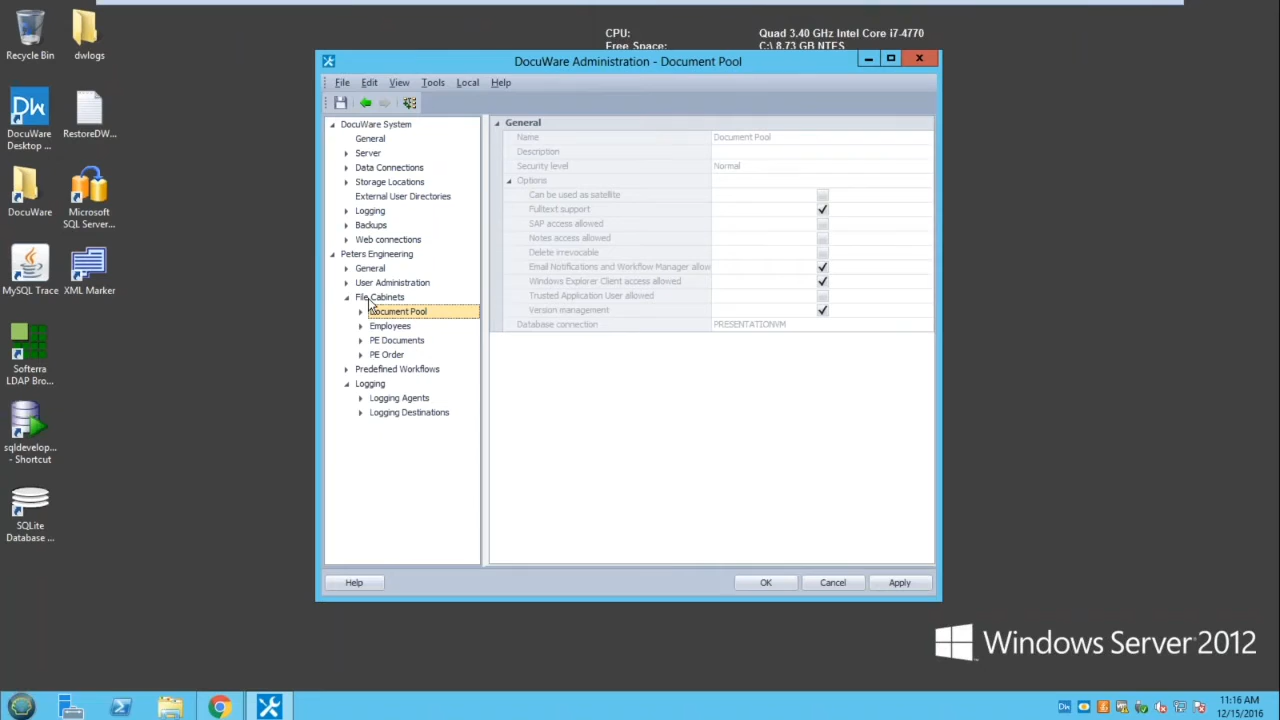 CPU: Quad 3.40 GHz Intel Core i7-4770
Free Space: C:\ 8.73 GB NTFS
Recycle Bin
dwlogs
DocuWare Desktop ...
RestoreDW...
DocuWare
Microsoft SQL Server...
MySQL Trace
XML Marker
Softerra LDAP Bro...
sqldevelop... - Shortcut
SQLite Database ...
DocuWare Administration - Document Pool
File Edit View Tools Local Help
DocuWare System
General
Server
Data Connections
Storage Locations
External User Directories
Logging
Backups
Web connections
Peters Engineering
General
User Administration
File Cabinets
Document Pool
Employees
PE Documents
PE Order
Predefined Workflows
Logging
Logging Agents
Logging Destinations
General
Name Document Pool
Description
Security level Normal
Options
Can be used as satellite
Fulltext support
SAP access allowed
Notes access allowed
Delete irrevocable
Email Notifications and Workflow Manager allow
Windows Explorer Client access allowed
Trusted Application User allowed
Version management
Database connection PRESENTATIONVM
Help OK Cancel Apply
Windows Server 2012
11:16 AM
12/15/2016